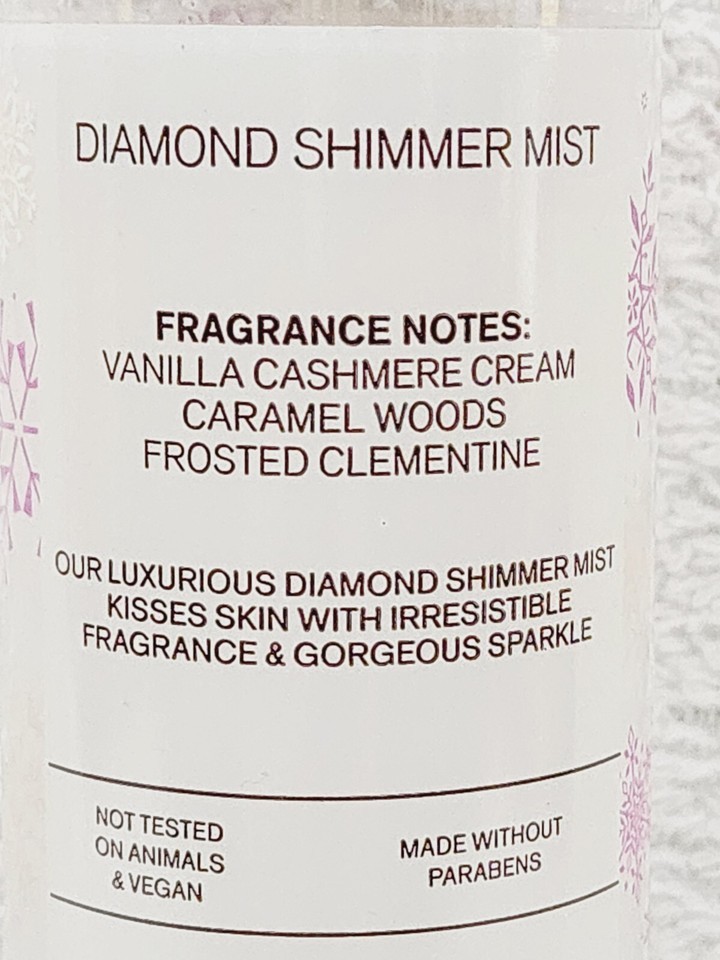 DIAMOND SHIMMER MIST
FRAGRANCE NOTES:
VANILLA CASHMERE CREAM
CARAMEL WOODS
FROSTED CLEMENTINE
OUR LUXURIOUS DIAMOND SHIMMER MIST
KISSES SKIN WITH IRRESISTIBLE
FRAGRANCE & GORGEOUS SPARKLE
NOT TESTED
ON ANIMALS
& VEGAN
MADE WITHOUT
PARABENS